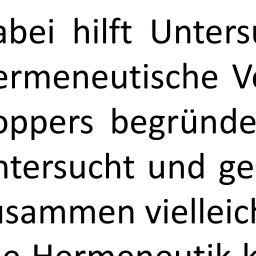 abei hilft Untersu
ermeneutische Ve
oppers begründe
ntersucht und ge
usammen vielleich
e Hermeneutik k